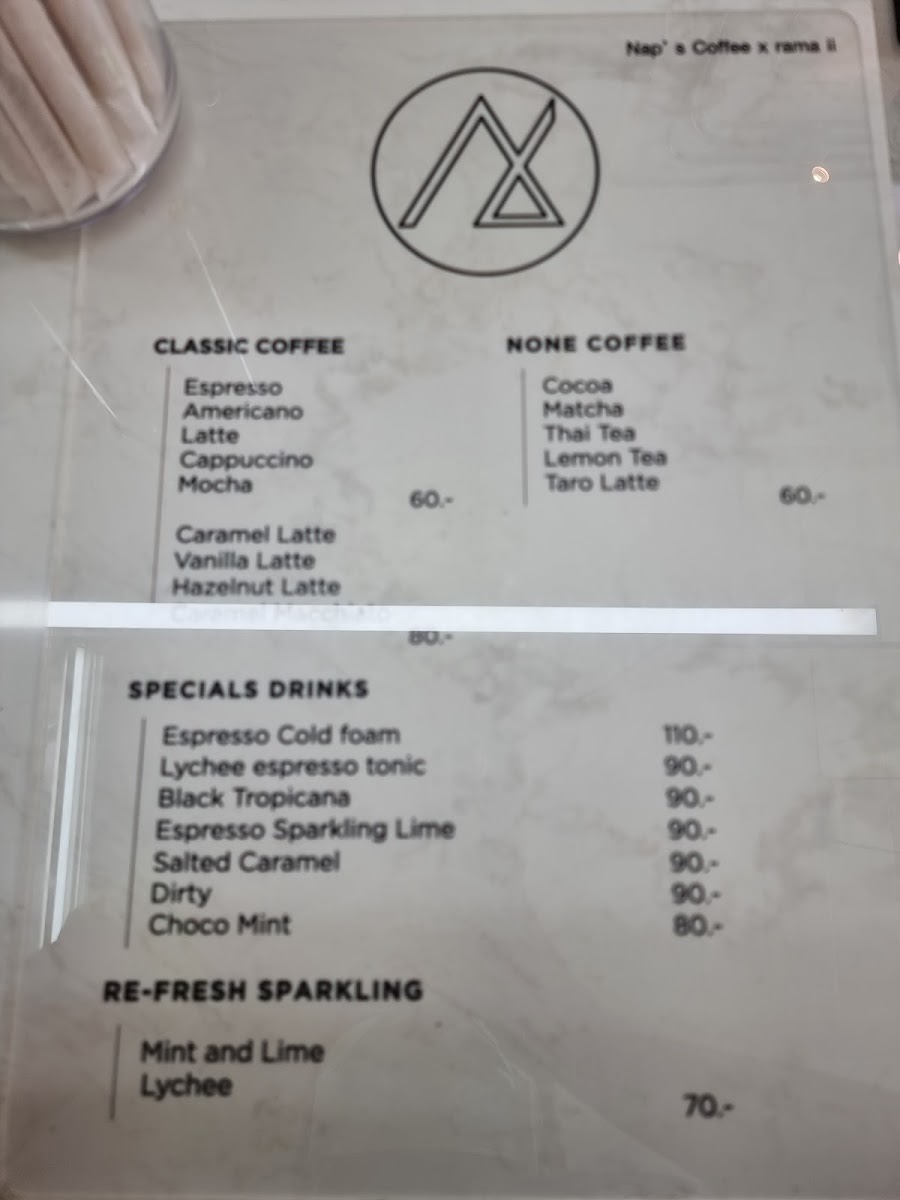 Nap's Coffee x rama ii
CLASSIC COFFEE
Espresso
Americano
Latte
Cappuccino
Mocha
60.-
Caramel Latte
Vanilla Latte
Hazelnut Latte
Caramel Macchiato
80.-
NONE COFFEE
Cocoa
Matcha
Thai Tea
Lemon Tea
Taro Latte
60.-
SPECIALS DRINKS
Espresso Cold foam 110.-
Lychee espresso tonic 90.-
Black Tropicana 90.-
Espresso Sparkling Lime 90.-
Salted Caramel 90.-
Dirty 90.-
Choco Mint 80.-
RE-FRESH SPARKLING
Mint and Lime
Lychee
70.-